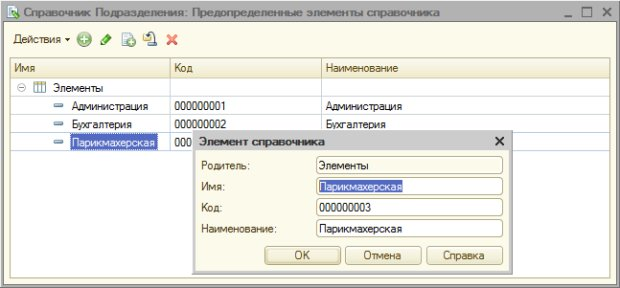 Справочник Подразделения: Предопределенные элементы справочника
Действия
Имя Код Наименование
Элементы
Администрация 000000001 Администрация
Бухгалтерия 000000002 Бухгалтерия
Парикмахерская 000
Элемент справочника
Родитель: Элементы
Имя: Парикмахерская
Код: 000000003
Наименование: Парикмахерская
OK Отмена Справка